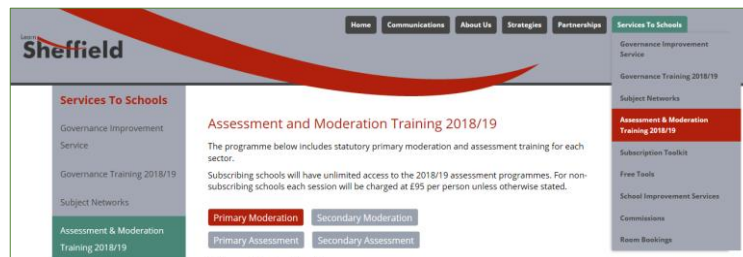 Home Communications About Us Strategies Partnerships Services To Schools
Learn
Sheffield
Governance Improvement
Service
Governance Training 2018/19
Subject Networks
Assessment & Moderation
Training 2018/19
Subscription Toolkit
Free Tools
School Improvement Services
Commissions
Room Bookings
Services To Schools
Governance Improvement
Service
Governance Training 2018/19
Subject Networks
Assessment & Moderation
Training 2018/19
Assessment and Moderation Training 2018/19
The programme below includes statutory primary moderation and assessment training for each
sector.
Subscribing schools will have unlimited access to the 2018/19 assessment programmes. For non-
subscribing schools each session will be charged at £95 per person unless otherwise stated.
Primary Moderation Secondary Moderation
Primary Assessment Secondary Assessment